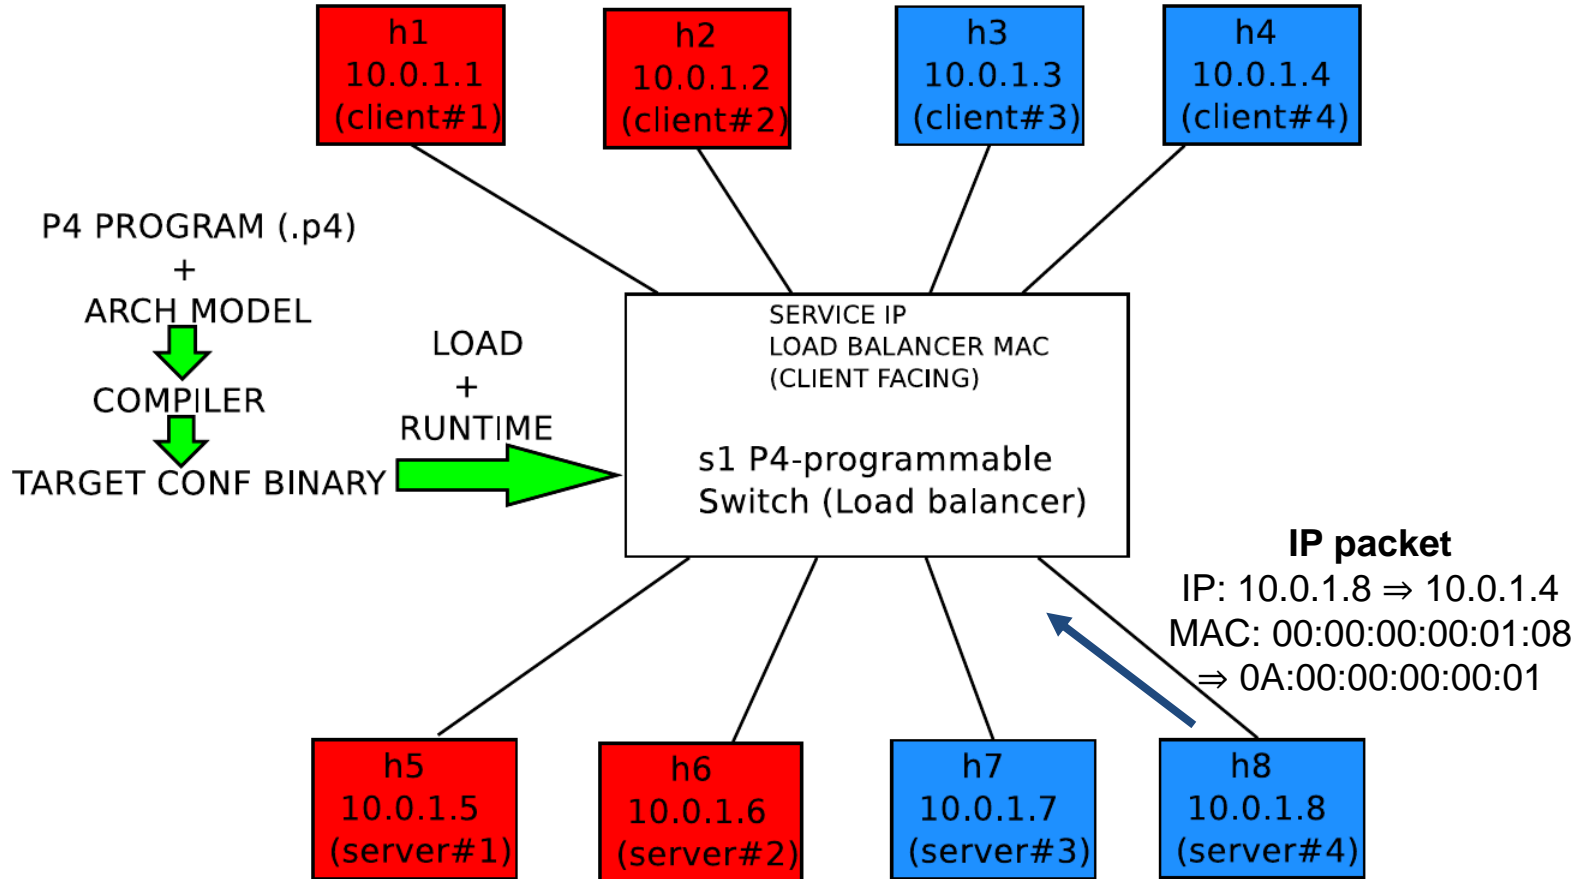 h1
10.0.1.1
(client#1)
h2
10.0.1.2
(client#2)
h3
10.0.1.3
(client#3)
h4
10.0.1.4
(client#4)
P4 PROGRAM (.p4)
+
ARCH MODEL
COMPILER
TARGET CONF BINARY
LOAD
+
RUNTIME
SERVICE IP
LOAD BALANCER MAC
(CLIENT FACING)
s1 P4-programmable
Switch (Load balancer)
IP packet
IP: 10.0.1.8 ⇒ 10.0.1.4
MAC: 00:00:00:00:01:08
⇒ 0A:00:00:00:00:01
h5
10.0.1.5
(server#1)
h6
10.0.1.6
(server#2)
h7
10.0.1.7
(server#3)
h8
10.0.1.8
(server#4)